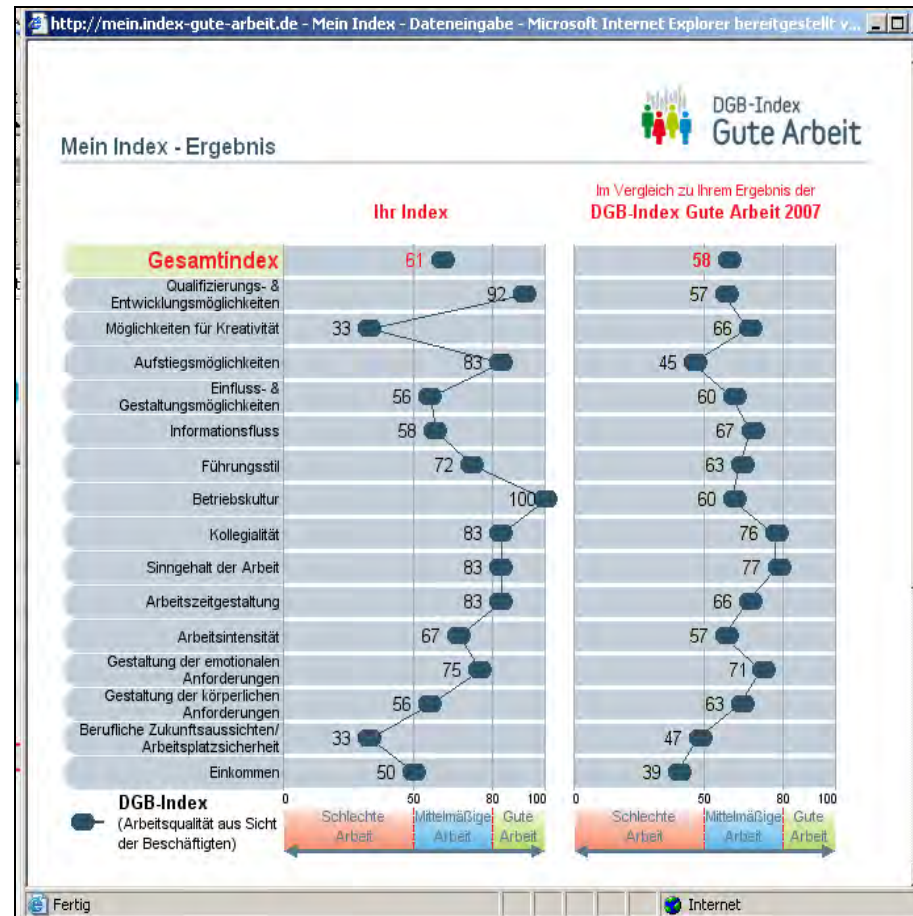 http://mein.index-gute-arbeit.de - Mein Index - Dateneingabe - Microsoft Internet Explorer bereitgestellt v...
DGB-Index
Gute Arbeit
Mein Index - Ergebnis
Ihr Index
Im Vergleich zu Ihrem Ergebnis der
DGB-Index Gute Arbeit 2007
Gesamtindex 61 58
Qualifizierungs- &
Entwicklungsmöglichkeiten 92 57
Möglichkeiten für Kreativität 33 66
Aufstiegsmöglichkeiten 83 45
Einfluss- &
Gestaltungsmöglichkeiten 56 60
Informationsfluss 58 67
Führungsstil 72 63
Betriebskultur 100 60
Kollegialität 83 76
Sinngehalt der Arbeit 83 77
Arbeitszeitgestaltung 83 66
Arbeitsintensität 67 57
Gestaltung der emotionalen
Anforderungen 75 71
Gestaltung der körperlichen
Anforderungen 56 63
Berufliche Zukunftsaussichten/
Arbeitsplatzsicherheit 33 47
Einkommen 50 39
0 50 80 100 0 50 80 100
DGB-Index
(Arbeitsqualität aus Sicht
der Beschäftigten)
Schlechte Mittelmäßige Gute Schlechte Mittelmäßige Gute
Arbeit Arbeit Arbeit Arbeit Arbeit Arbeit
Fertig Internet